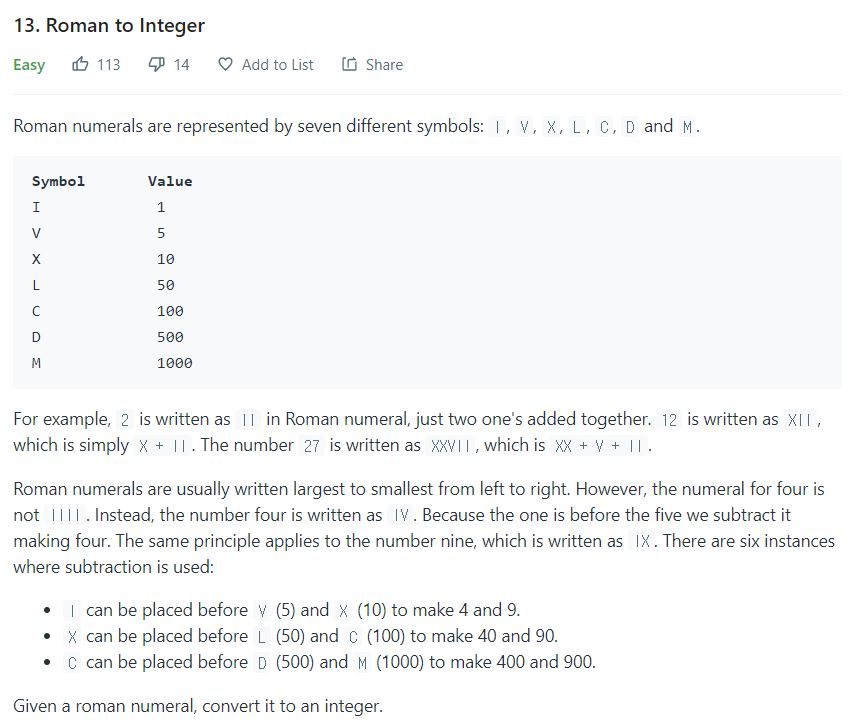 13. Roman to Integer
Easy 113 14 Add to List Share
Roman numerals are represented by seven different symbols: I, V, X, L, C, D and M.
Symbol Value
I 1
V 5
X 10
L 50
C 100
D 500
M 1000
For example, 2 is written as II in Roman numeral, just two one's added together. 12 is written as XII,
which is simply X + II. The number 27 is written as XXVII, which is XX + V + II.
Roman numerals are usually written largest to smallest from left to right. However, the numeral for four is
not IIII. Instead, the number four is written as IV. Because the one is before the five we subtract it
making four. The same principle applies to the number nine, which is written as IX. There are six instances
where subtraction is used:
• I can be placed before V (5) and X (10) to make 4 and 9.
• X can be placed before L (50) and C (100) to make 40 and 90.
• C can be placed before D (500) and M (1000) to make 400 and 900.
Given a roman numeral, convert it to an integer.